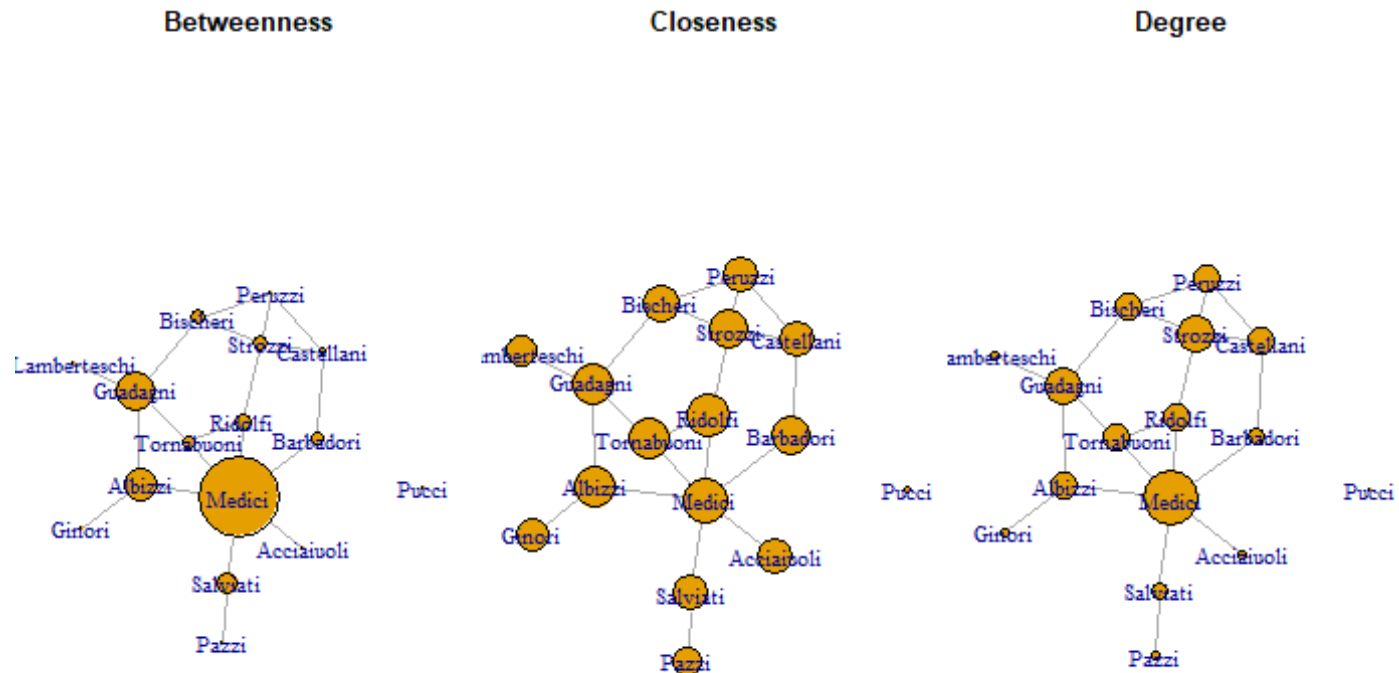 Betweenness
Closeness
Degree
Peruzzi
Bischeri
Strozzi
Castellani
Lamberteschi
Guadagni
Ridolfi
Tornabuoni
Barbadori
Albizzi
Medici
Pucci
Ginori
Acciaiuoli
Salviati
Pazzi
Peruzzi
Bischeri
Strozzi
Castellani
amberteschi
Guadagni
Ridolfi
Tornabuoni
Barbadori
Albizzi
Medici
Pucci
Ginori
Acciaiuoli
Salviati
Pazzi
Peruzzi
Bischeri
Strozzi
Castellani
amberteschi
Guadagni
Ridolfi
Tornabuoni
Barbadori
Albizzi
Medici
Pucci
Ginori
Acciaiuoli
Salviati
Pazzi